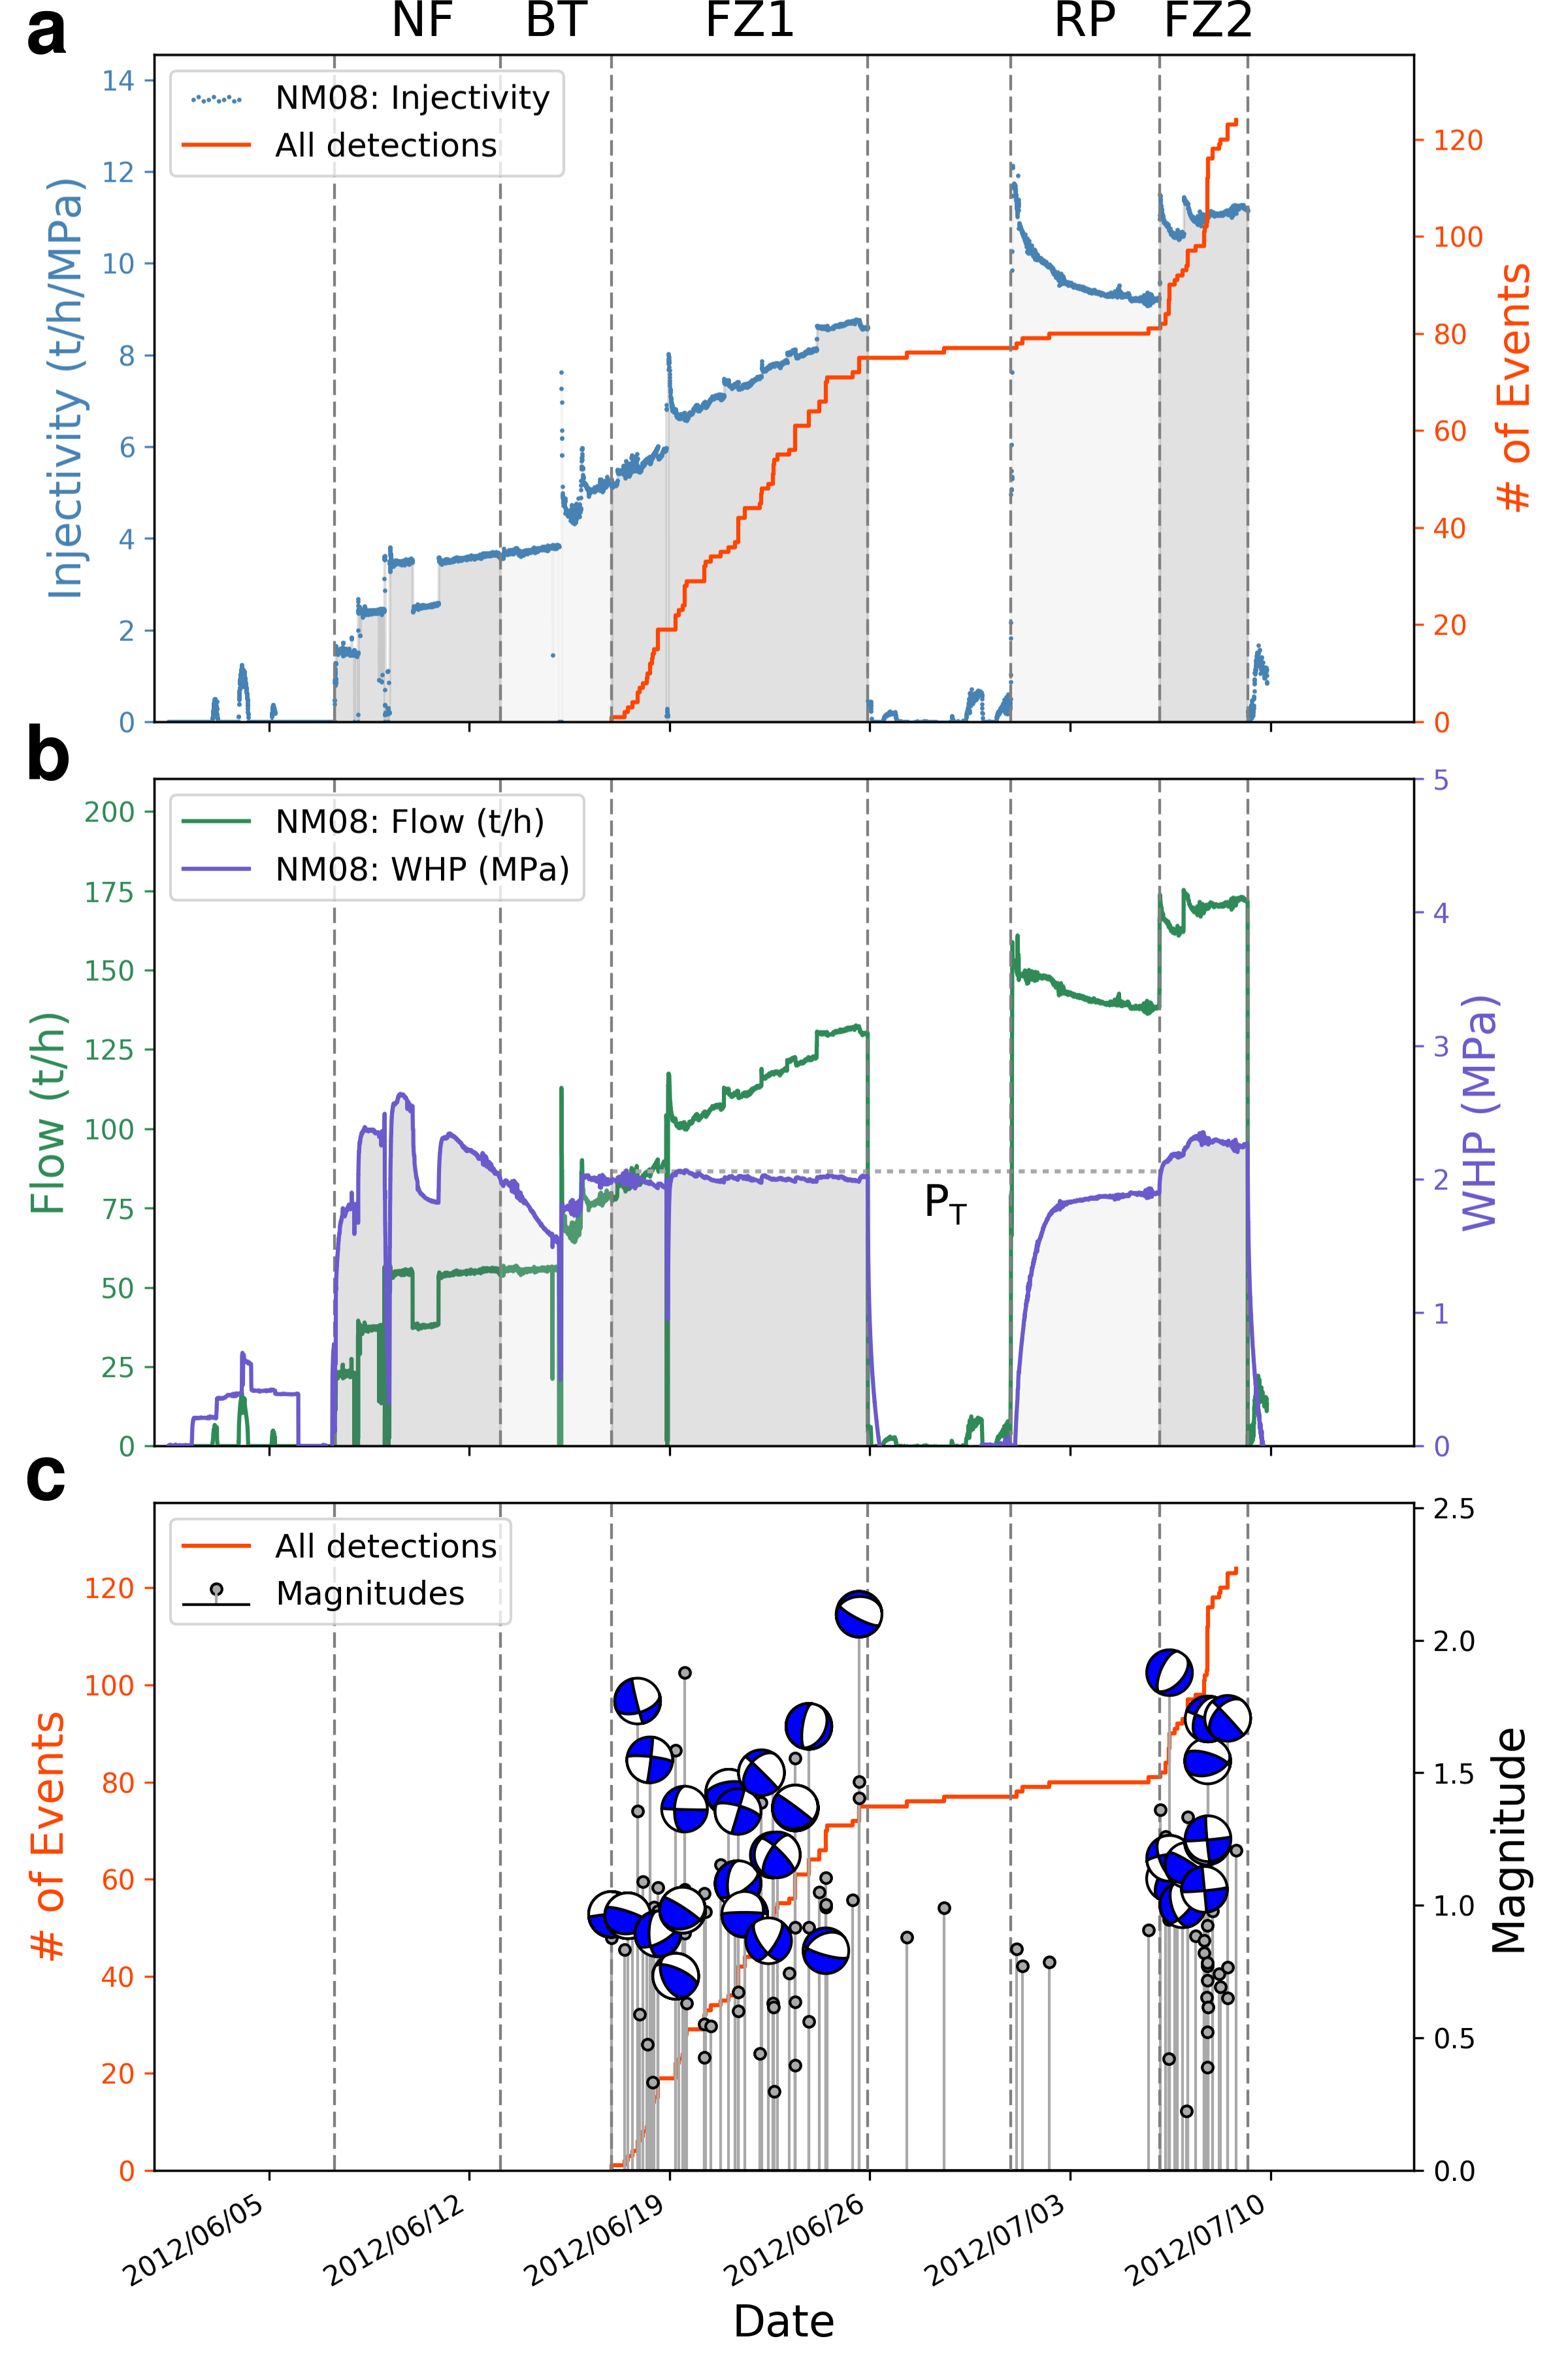 a
NF BT FZ1 RP FZ2
NM08: Injectivity
All detections
Injectivity (t/h/MPa)
14
12
10
8
6
4
2
0
# of Events
120
100
80
60
40
20
0
b
NM08: Flow (t/h)
NM08: WHP (MPa)
Flow (t/h)
200
175
150
125
100
75
50
25
0
WHP (MPa)
5
4
3
2
1
0
PT
c
All detections
Magnitudes
# of Events
120
100
80
60
40
20
0
Magnitude
2.5
2.0
1.5
1.0
0.5
0.0
2012/06/05 2012/06/12 2012/06/19 2012/06/26 2012/07/03 2012/07/10
Date